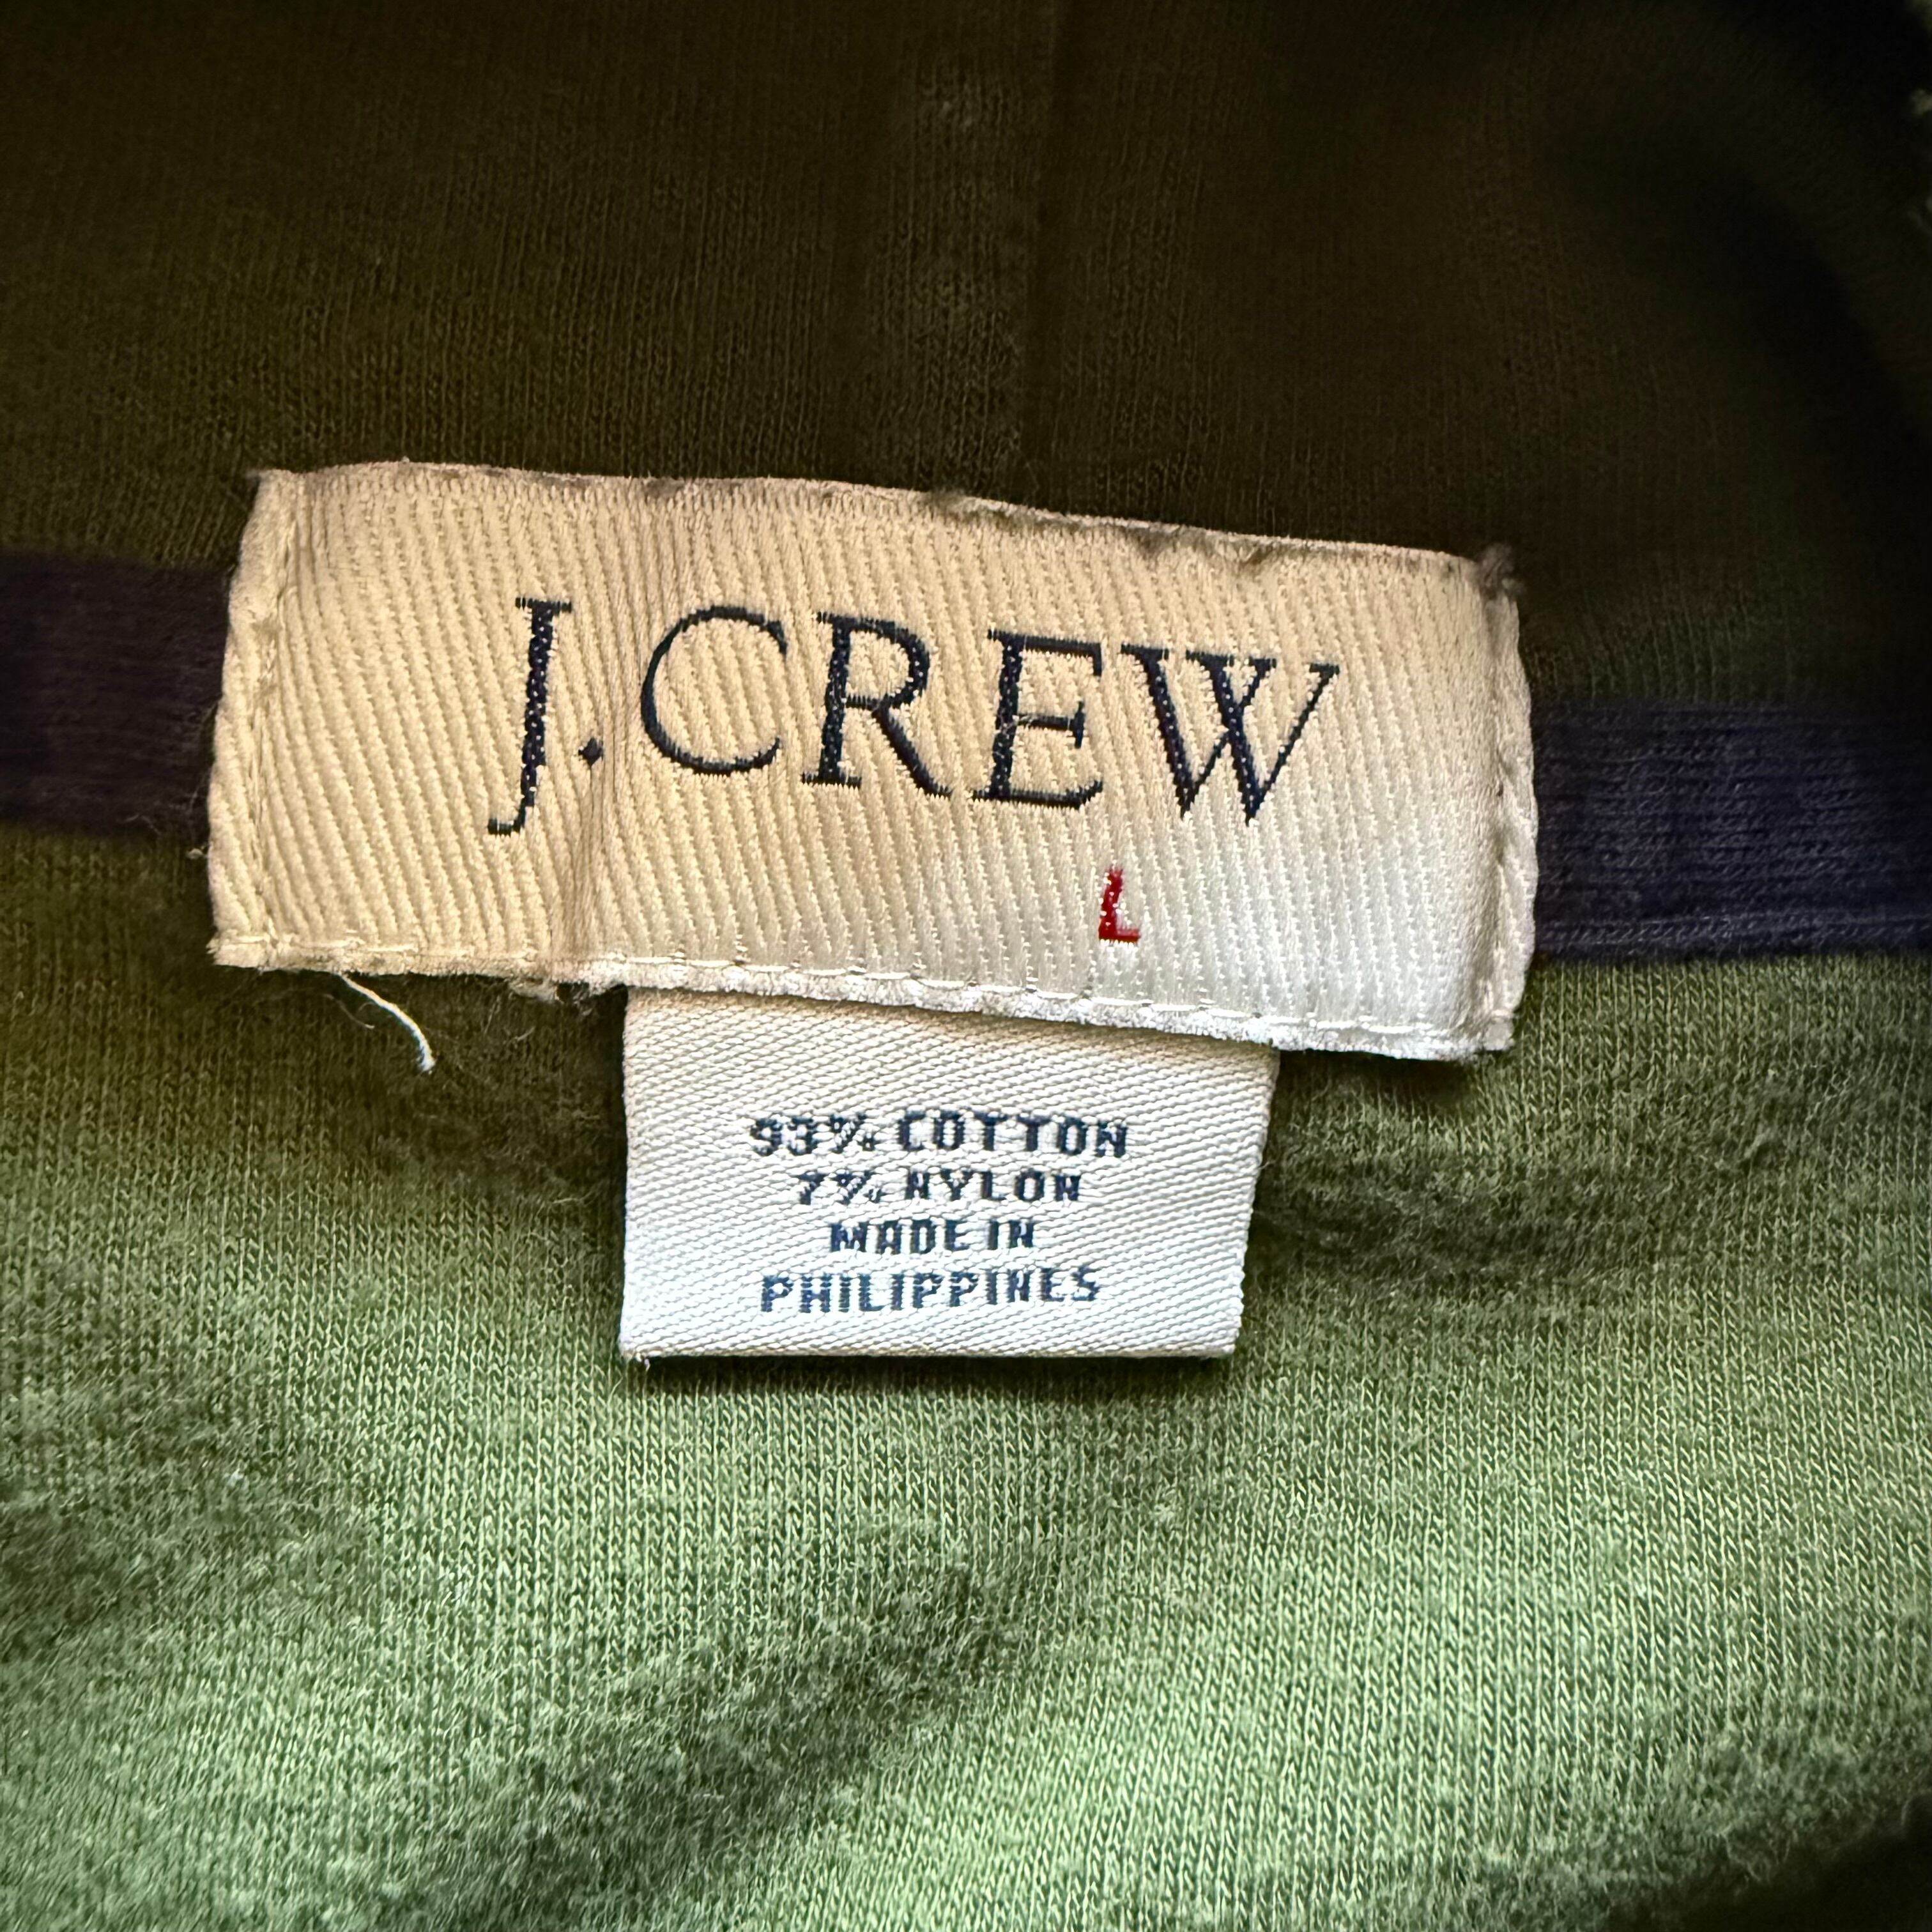 J.CREW
L
93% COTTON
7% NYLON
MADE IN
PHILIPPINES